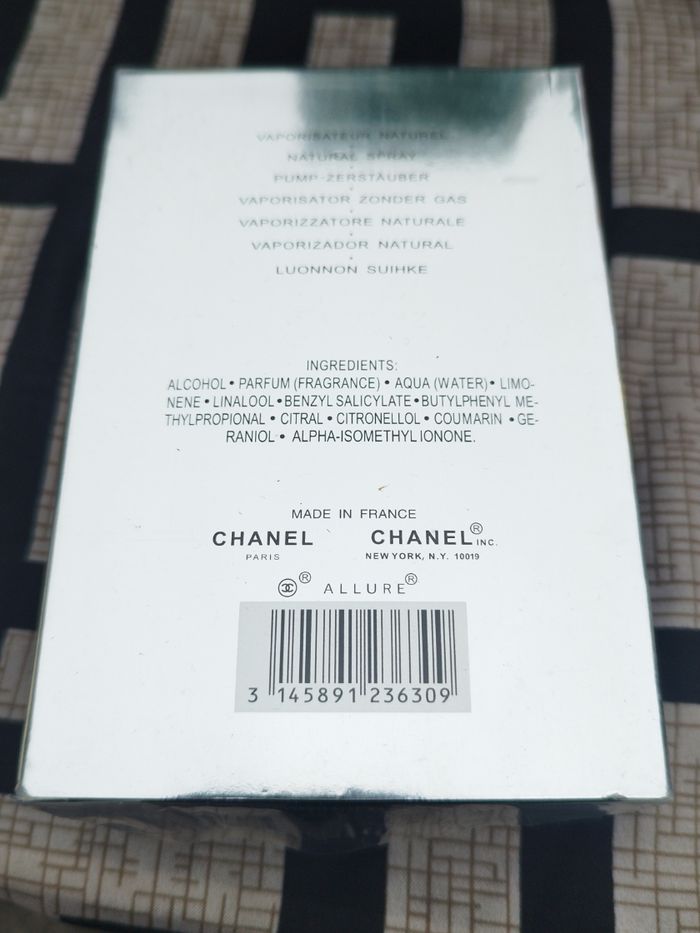 VAPORISATEUR NATUREL
NATURAL SPRAY
PUMP-ZERSTÄUBER
VAPORISATOR ZONDER GAS
VAPORIZZATORE NATURALE
VAPORIZADOR NATURAL
LUONNON SUIHKE
INGREDIENTS:
ALCOHOL • PARFUM (FRAGRANCE) • AQUA (WATER) • LIMO-
NENE • LINALOOL • BENZYL SALICYLATE • BUTYLPHENYL ME-
THYLPROPIONAL • CITRAL • CITRONELLOL • COUMARIN • GE-
RANIOL • ALPHA-ISOMETHYL IONONE.
MADE IN FRANCE
CHANEL CHANEL® INC.
PARIS NEW YORK, N.Y. 10019
® ALLURE®
3 145891 236309